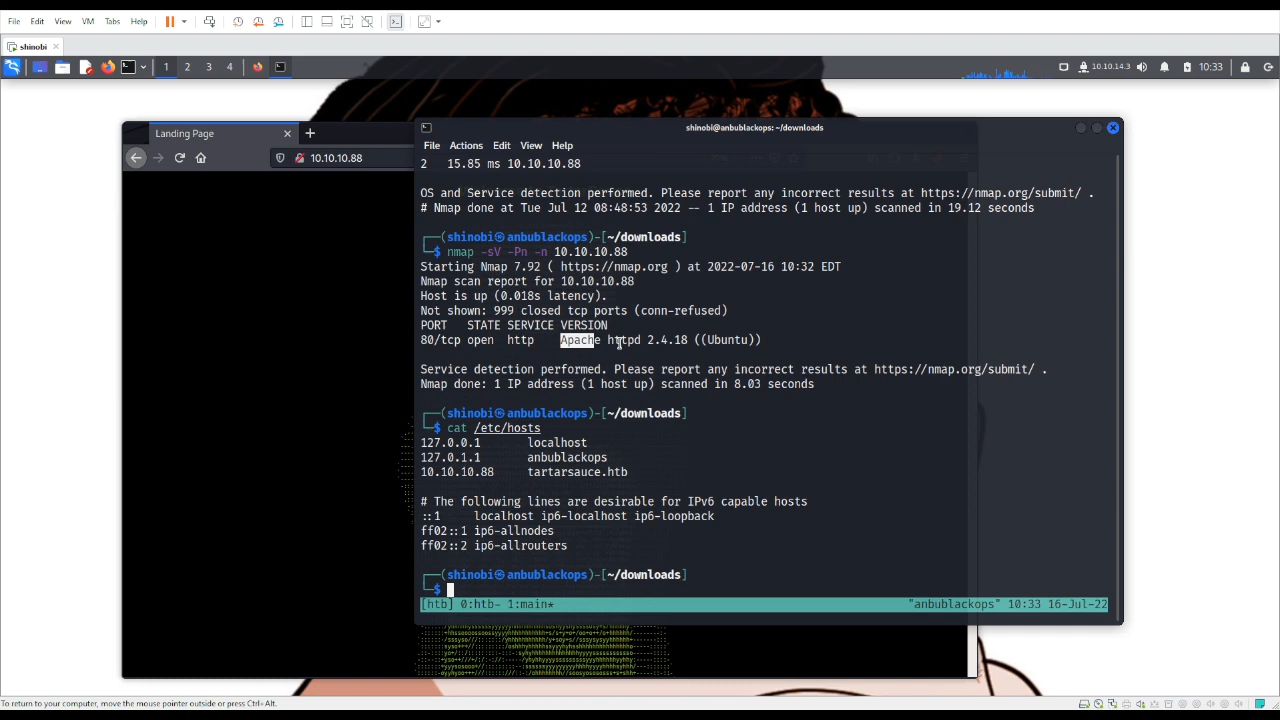 File Edit View VM Tabs Help
shinobi
1 2 3 4 10.10.14.3 10:33
Landing Page
10.10.10.88
shinobi@anbublackops: ~/downloads
File Actions Edit View Help
2 15.85 ms 10.10.10.88
OS and Service detection performed. Please report any incorrect results at https://nmap.org/submit/ .
# Nmap done at Tue Jul 12 08:48:53 2022 -- 1 IP address (1 host up) scanned in 19.12 seconds
┌──(shinobi㉿anbublackops)-[~/downloads]
└─$ nmap -sV -Pn -n 10.10.10.88
Starting Nmap 7.92 ( https://nmap.org ) at 2022-07-16 10:32 EDT
Nmap scan report for 10.10.10.88
Host is up (0.018s latency).
Not shown: 999 closed tcp ports (conn-refused)
PORT STATE SERVICE VERSION
80/tcp open http Apache httpd 2.4.18 ((Ubuntu))
Service detection performed. Please report any incorrect results at https://nmap.org/submit/ .
Nmap done: 1 IP address (1 host up) scanned in 8.03 seconds
┌──(shinobi㉿anbublackops)-[~/downloads]
└─$ cat /etc/hosts
127.0.0.1 localhost
127.0.1.1 anbublackops
10.10.10.88 tartarsauce.htb
# The following lines are desirable for IPv6 capable hosts
::1 localhost ip6-localhost ip6-loopback
ff02::1 ip6-allnodes
ff02::2 ip6-allrouters
┌──(shinobi㉿anbublackops)-[~/downloads]
└─$
[htb] 0:htb- 1:main* "anbublackops" 10:33 16-Jul-22
To return to your computer, move the mouse pointer outside or press Ctrl+Alt.